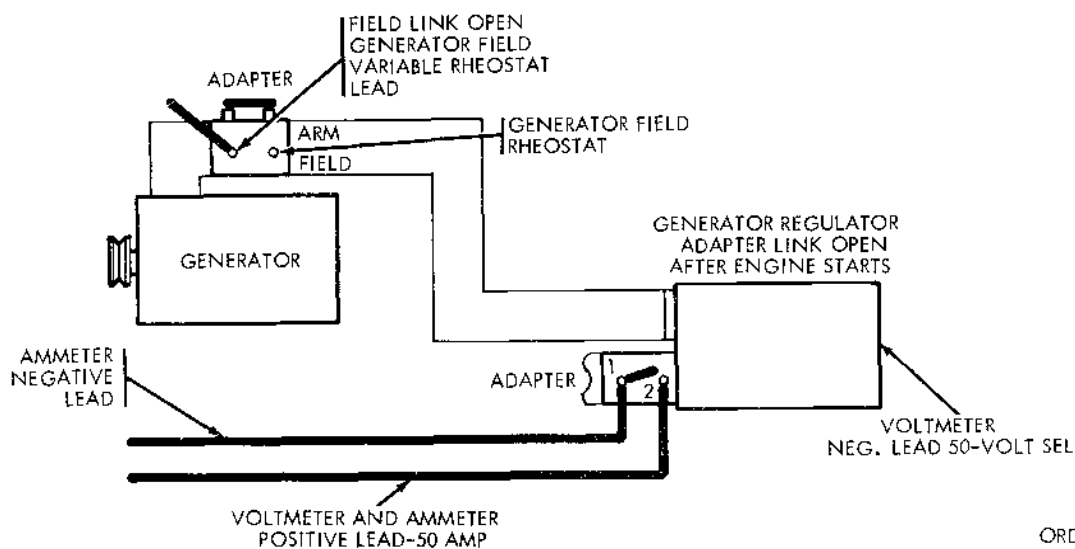 FIELD LINK OPEN
GENERATOR FIELD
VARIABLE RHEOSTAT
LEAD
ADAPTER
ARM
FIELD
GENERATOR FIELD
RHEOSTAT
GENERATOR
GENERATOR REGULATOR
ADAPTER LINK OPEN
AFTER ENGINE STARTS
AMMETER
NEGATIVE
LEAD
ADAPTER
1
2
VOLTMETER
NEG. LEAD 50-VOLT SEL
VOLTMETER AND AMMETER
POSITIVE LEAD-50 AMP
ORD